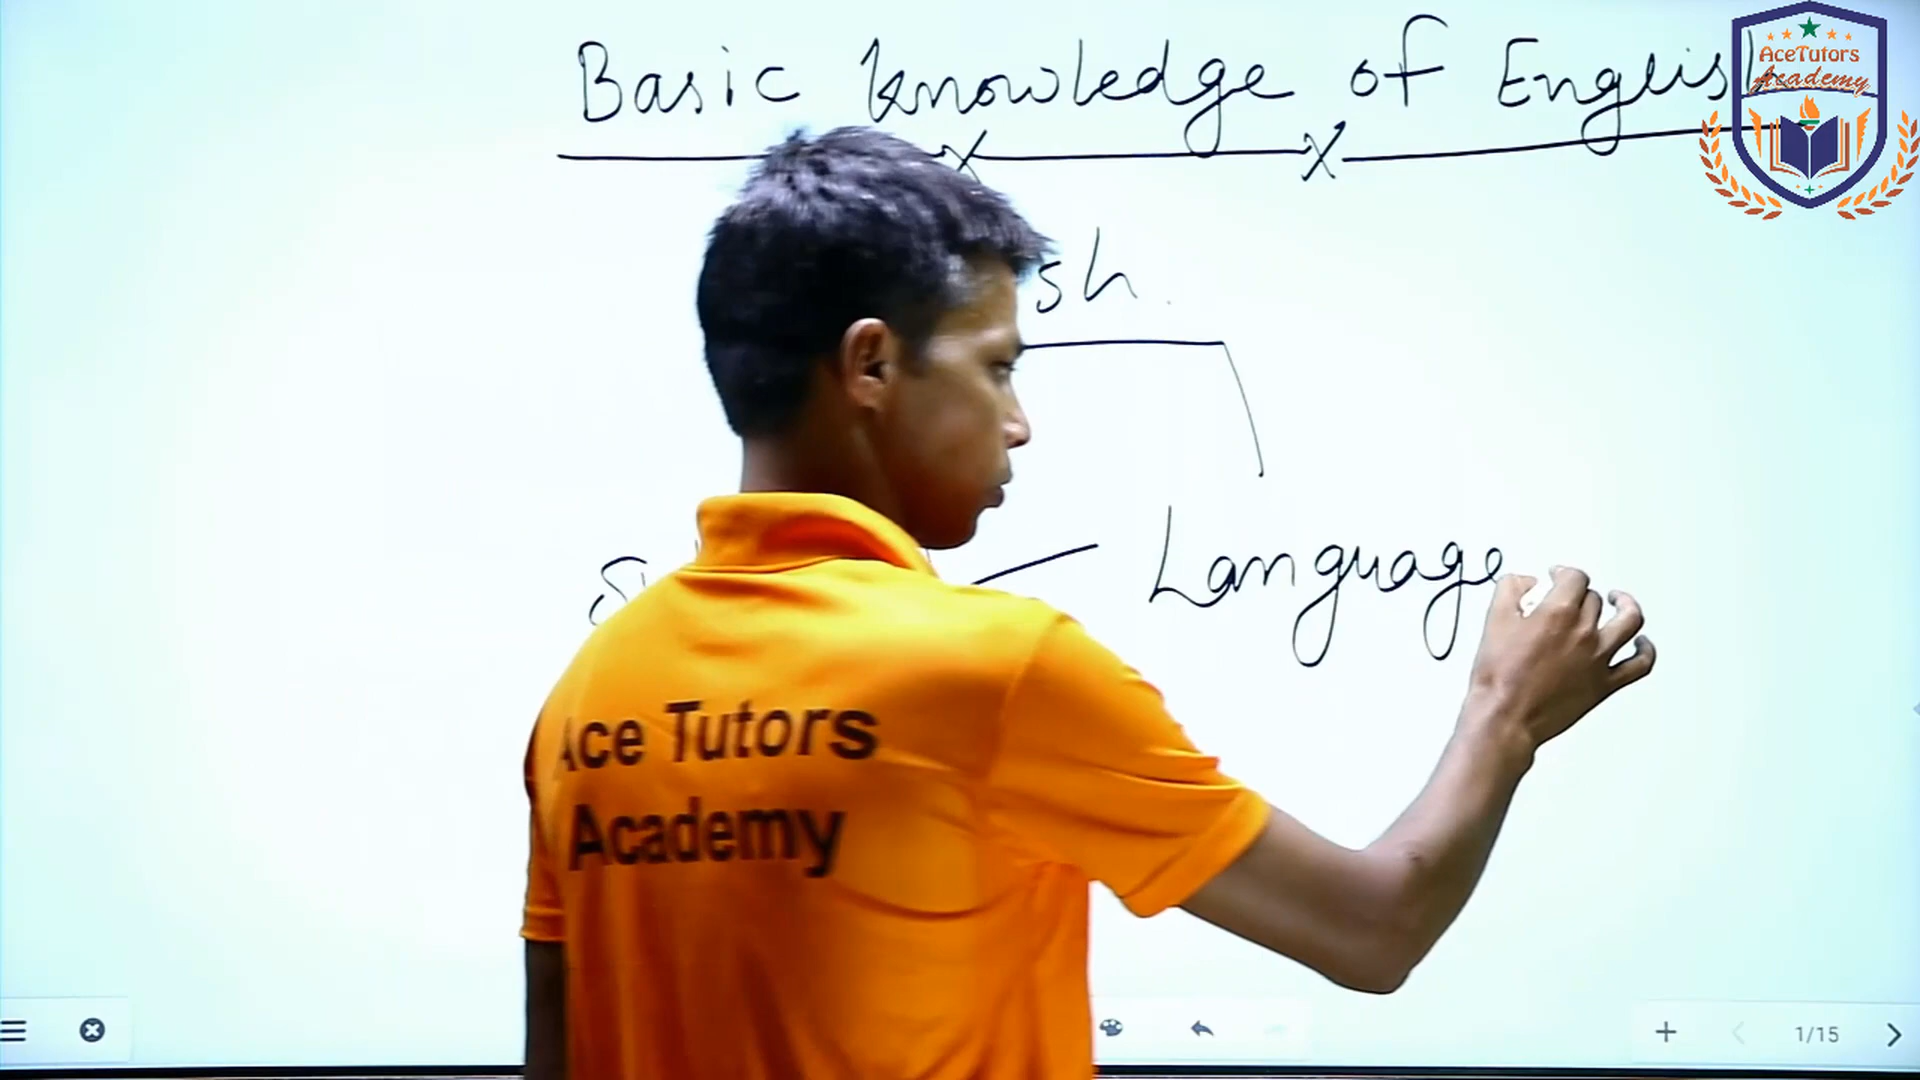 Basic knowledge of English
AceTutors
Academy
sh.
Language
Ace Tutors
Academy
1/15